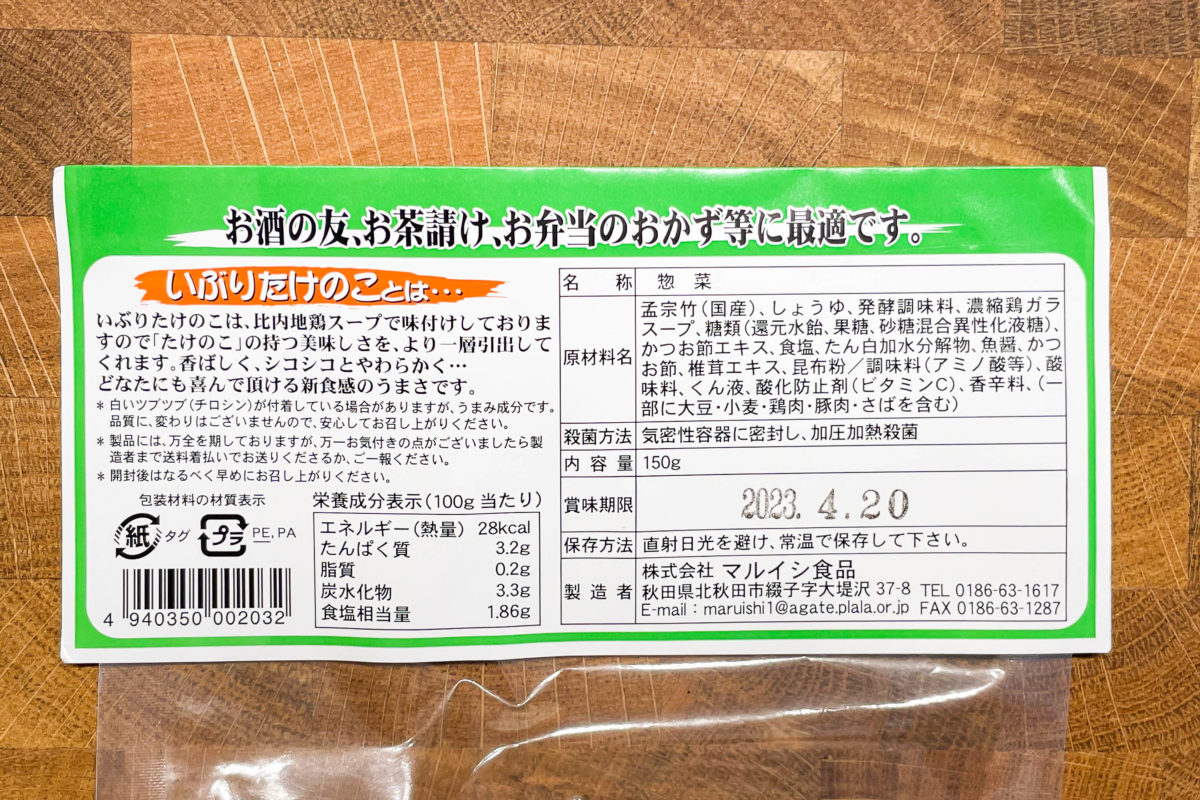 お酒の友、お茶請け、お弁当のおかず等に最適です。
いぶりたけのことは…
いぶりたけのこは、比内地鶏スープで味付けしておりま
すので「たけのこ」の持つ美味しさを、より一層引出して
くれます。香ばしく、シコシコとやわらかく…
どなたにも喜んで頂ける新食感のうまさです。
*白いツブツブ(チロシン)が付着している場合がありますが、うまみ成分です。
品質に、変わりはございませんので、安心してお召し上がりください。
*製品には、万全を期しておりますが、万一お気付きの点がございましたら製
造者まで送料着払いでお送りくださるか、ご一報ください。
*開封後はなるべく早めにお召し上がりください。
包装材料の材質表示
紙 タグ プラ PE, PA
4 940350 002032
栄養成分表示(100g 当たり)
エネルギー(熱量) 28kcal
たんぱく質 3.2g
脂質 0.2g
炭水化物 3.3g
食塩相当量 1.86g
名称 惣菜
原材料名 孟宗竹(国産)、しょうゆ、発酵調味料、濃縮鶏ガラ
スープ、糖類(還元水飴、果糖、砂糖混合異性化液糖)、
かつお節エキス、食塩、たん白加水分解物、魚醤、かつ
お節、椎茸エキス、昆布粉/調味料(アミノ酸等)、酸
味料、くん液、酸化防止剤(ビタミンC)、香辛料、(一
部に大豆・小麦・鶏肉・豚肉・さばを含む)
殺菌方法 気密性容器に密封し、加圧加熱殺菌
内容量 150g
賞味期限 2023. 4.20
保存方法 直射日光を避け、常温で保存して下さい。
製造者 株式会社 マルイシ食品
秋田県北秋田市綴子字大堤沢 37-8 TEL 0186-63-1617
E-mail：maruishi1@agate.plala.or.jp FAX 0186-63-1287